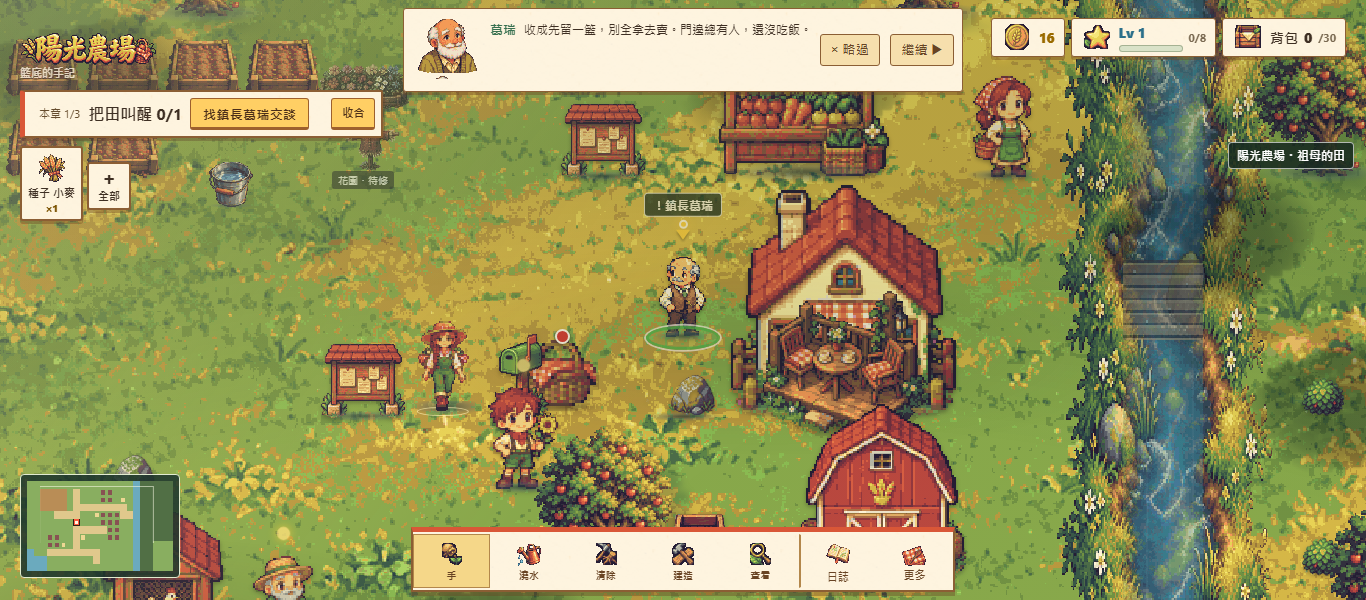 陽光農場
籃底的手記
本章 1/3 把田叫醒 0/1 找鎮長葛瑞交談 收合
種子 小麥
×1
+
全部
葛瑞 收成先留一籃，別全拿去賣。門邊總有人，還沒吃飯。
× 略過
繼續 ▶
16
Lv 1
0/8
背包 0 /30
陽光農場・祖母的田
花圃・待修
！鎮長葛瑞
手
澆水
清除
建造
查看
日誌
更多